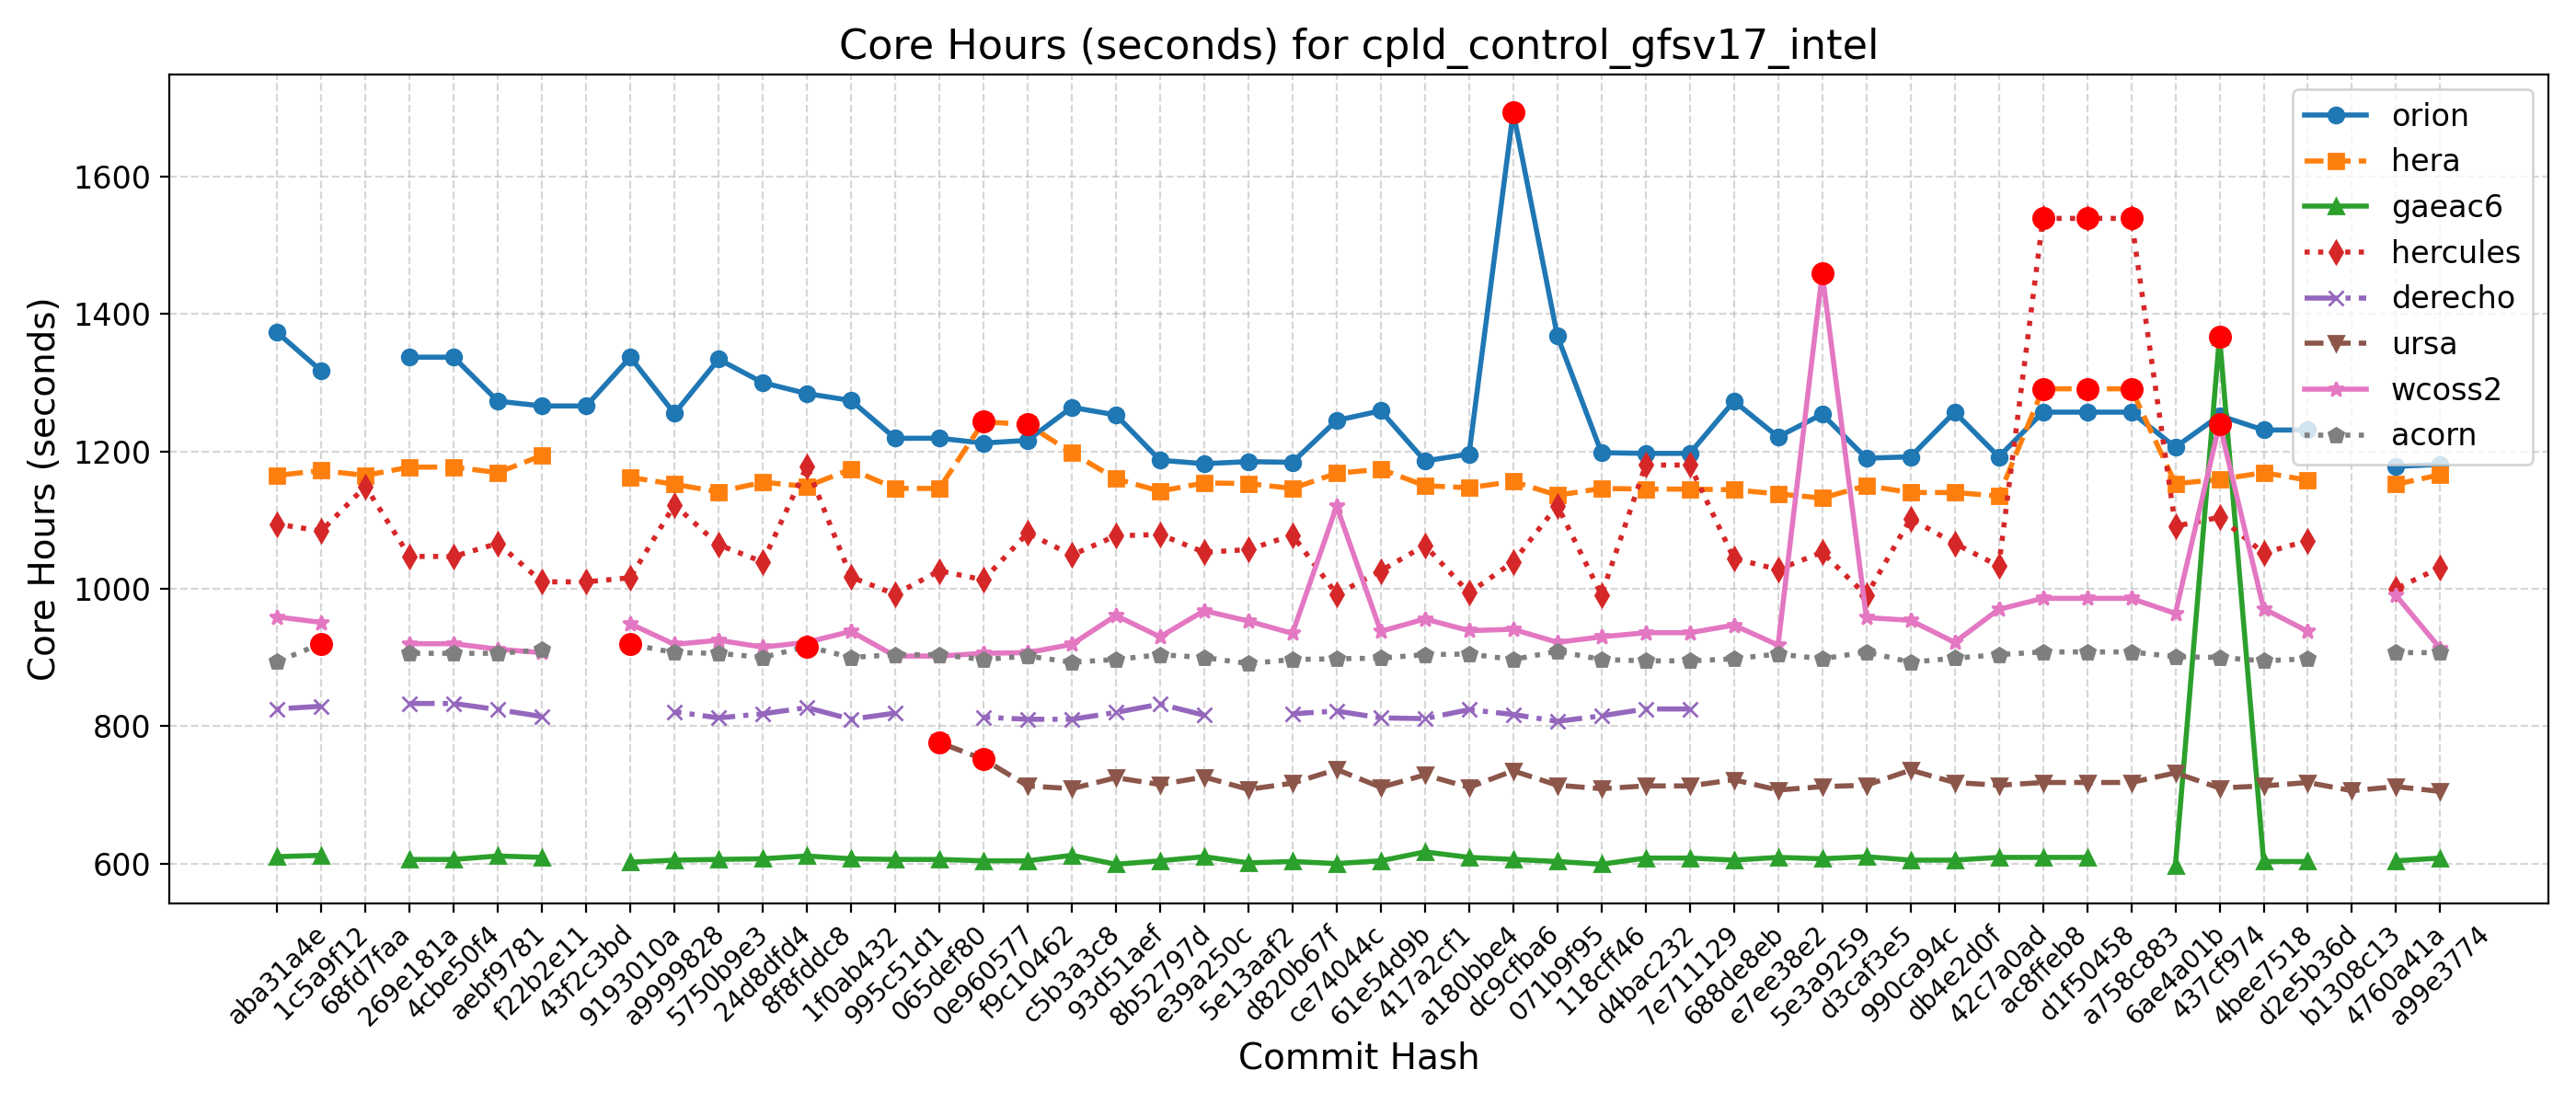 Core Hours (seconds) for cpld_control_gfsv17_intel
Core Hours (seconds)
1600
1400
1200
1000
800
600
orion
hera
gaeac6
hercules
derecho
ursa
wcoss2
acorn
aba31a4e
1c5a9f12
68fd7faa
269e181a
4cbe50f4
aebf9781
f22b2e11
43f2c3bd
9193010a
a9999828
5750b9e3
24d8dfd4
8f8fddc8
1f0ab432
995c51d1
065def80
0e960577
f9c10462
c5b3a3c8
93d51aef
8b52797d
e39a250c
5e13aaf2
d820b67f
ce74044c
61e54d9b
417a2cf1
a180bbe4
dc9cfba6
071b9f95
118cff46
d4bac232
7e711129
688de8eb
e7ee38e2
5e3a9259
d3caf3e5
990ca94c
db4e2d0f
42c7a0ad
ac8ffeb8
d1f50458
a758c883
6ae4a01b
437cf974
4bee7518
d2e5b36d
b1308c13
4760a41a
a99e3774
Commit Hash